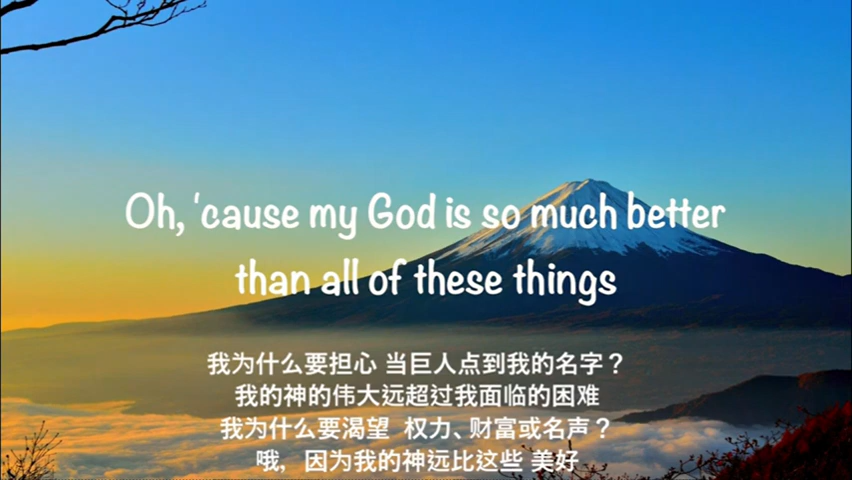 Oh, 'cause my God is so much better
than all of these things
我为什么要担心 当巨人点到我的名字？
我的神的伟大远超过我面临的困难
我为什么要渴望 权力、财富或名声？
哦， 因为我的神远比这些 美好